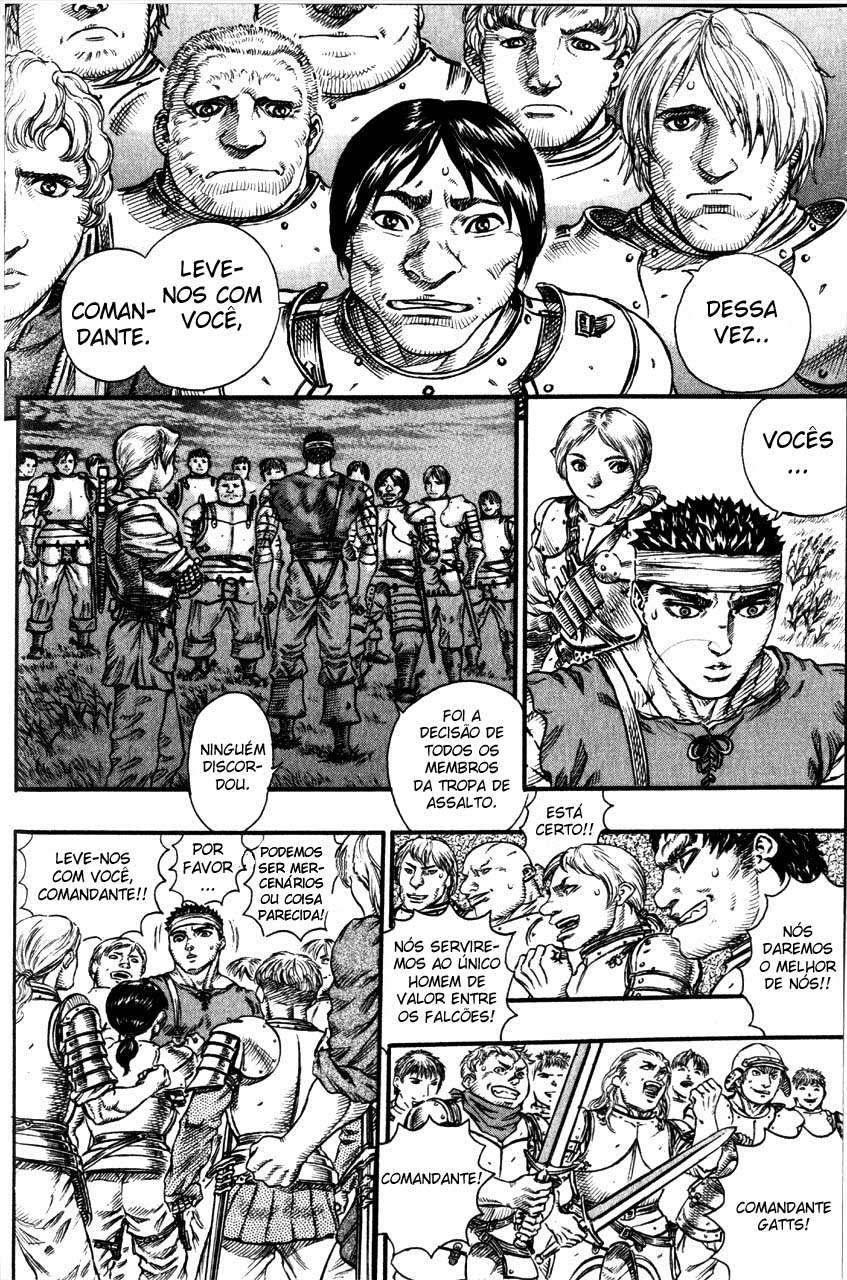 DESSA
VEZ..
LEVE-
NOS COM
VOCÊ,
COMAN-
DANTE.
VOCÊS
...
FOI A
DECISÃO DE
TODOS OS
MEMBROS
DA TROPA DE
ASSALTO.
NINGUÉM
DISCOR-
DOU.
ESTÁ
CERTO!!
NÓS
DAREMOS
O MELHOR
DE NÓS!!
NÓS SERVIRE-
MOS AO ÚNICO
HOMEM DE
VALOR ENTRE
OS FALCÕES!
PODEMOS
SER MER-
CENÁRIOS
OU COISA
PARECIDA!
POR
FAVOR
...
LEVE-NOS
COM VOCÊ,
COMANDANTE!!
COMANDANTE!
COMANDANTE
GATTS!